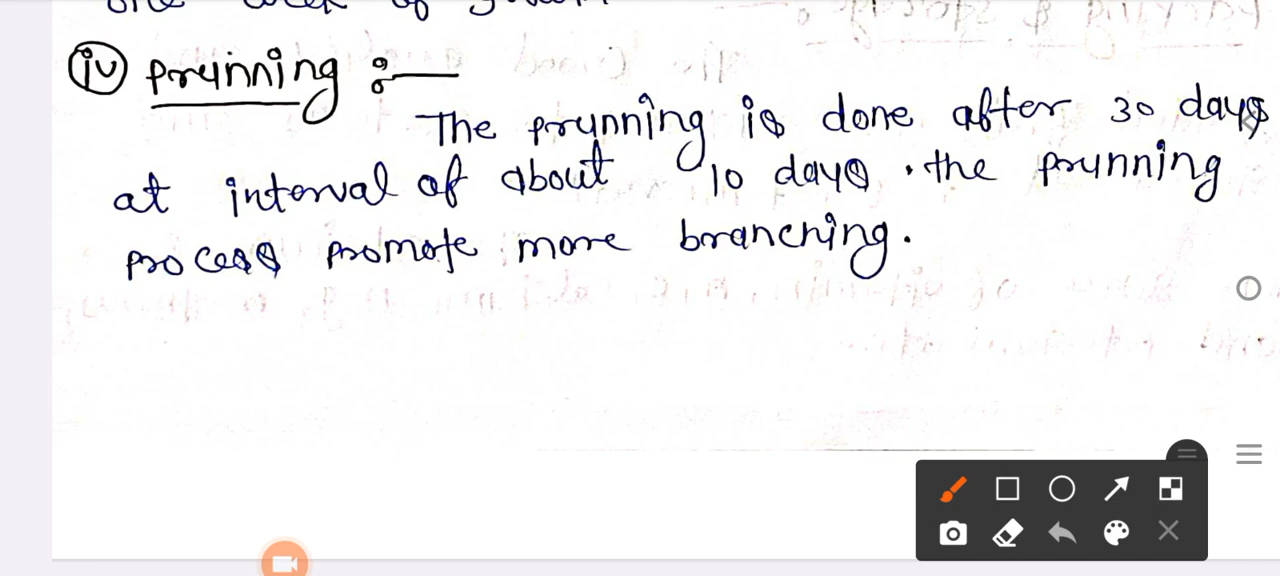 (iv) prunning :—
The prunning is done after 30 days
at interval of about 10 days. the prunning
process promote more branching.